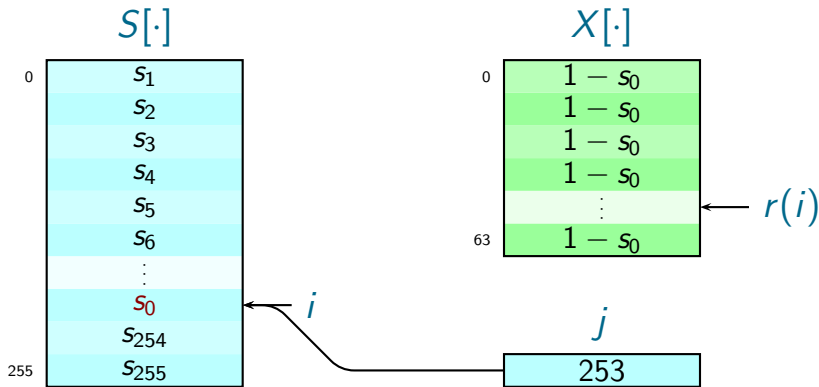 S[·] X[·]
0 s₁ 0 1 − s₀
s₂ 1 − s₀
s₃ 1 − s₀
s₄ 1 − s₀
s₅ ⋮ r(i)
s₆ 63 1 − s₀
⋮
s₀ i j
s₂₅₄
255 s₂₅₅ 253